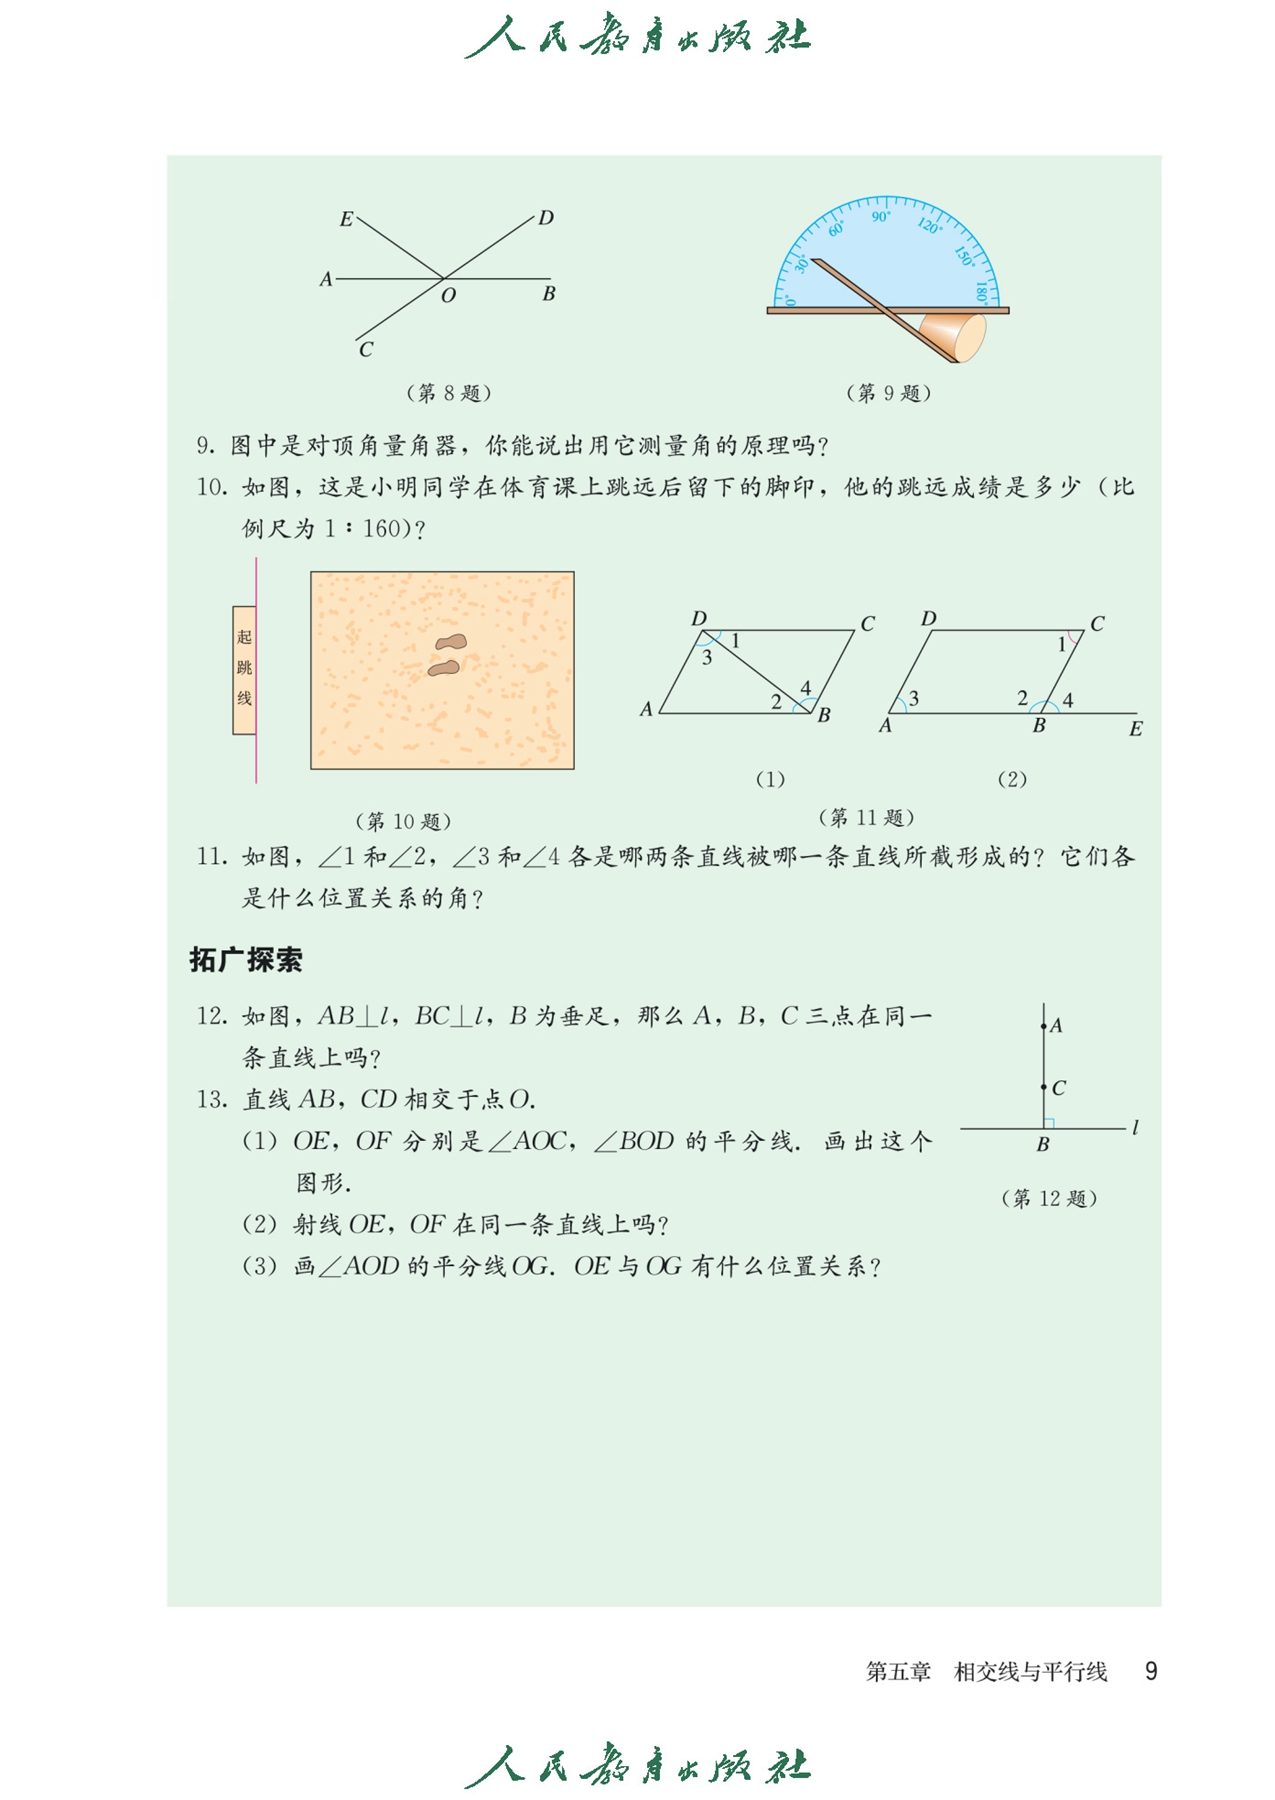 人民教育出版社
E D
A O B
C
0° 30° 60° 90° 120° 150° 180°
（第 8 题）
（第 9 题）
9. 图中是对顶角量角器，你能说出用它测量角的原理吗？
10. 如图，这是小明同学在体育课上跳远后留下的脚印，他的跳远成绩是多少（比
例尺为 1∶160）？
起
跳
线
（第 10 题）
D C
1
3
4
A 2 B
（1）
D C
1
3 2 4
A B E
（2）
（第 11 题）
11. 如图，∠1 和∠2，∠3 和∠4 各是哪两条直线被哪一条直线所截形成的？它们各
是什么位置关系的角？
拓广探索
12. 如图，AB⊥l，BC⊥l，B 为垂足，那么 A，B，C 三点在同一
条直线上吗？
A
C
B l
（第 12 题）
13. 直线 AB，CD 相交于点 O.
（1）OE，OF 分别是∠AOC，∠BOD 的平分线．画出这个
图形．
（2）射线 OE，OF 在同一条直线上吗？
（3）画∠AOD 的平分线 OG．OE 与 OG 有什么位置关系？
第五章　相交线与平行线　9
人民教育出版社